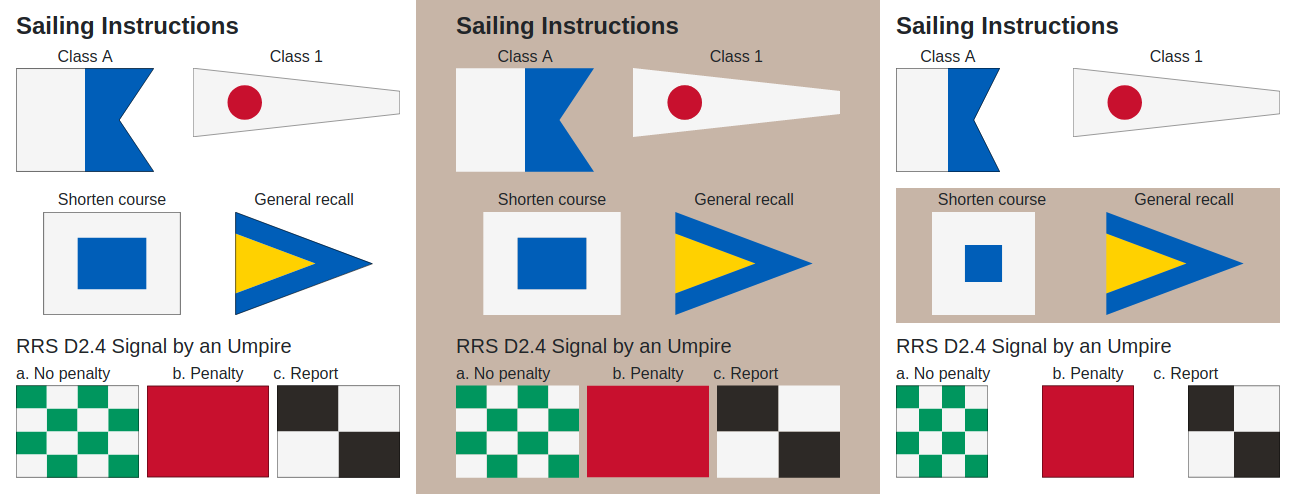 Sailing Instructions
Class A
Class 1
Shorten course
General recall
RRS D2.4 Signal by an Umpire
a. No penalty
b. Penalty
c. Report
Sailing Instructions
Class A
Class 1
Shorten course
General recall
RRS D2.4 Signal by an Umpire
a. No penalty
b. Penalty
c. Report
Sailing Instructions
Class A
Class 1
Shorten course
General recall
RRS D2.4 Signal by an Umpire
a. No penalty
b. Penalty
c. Report